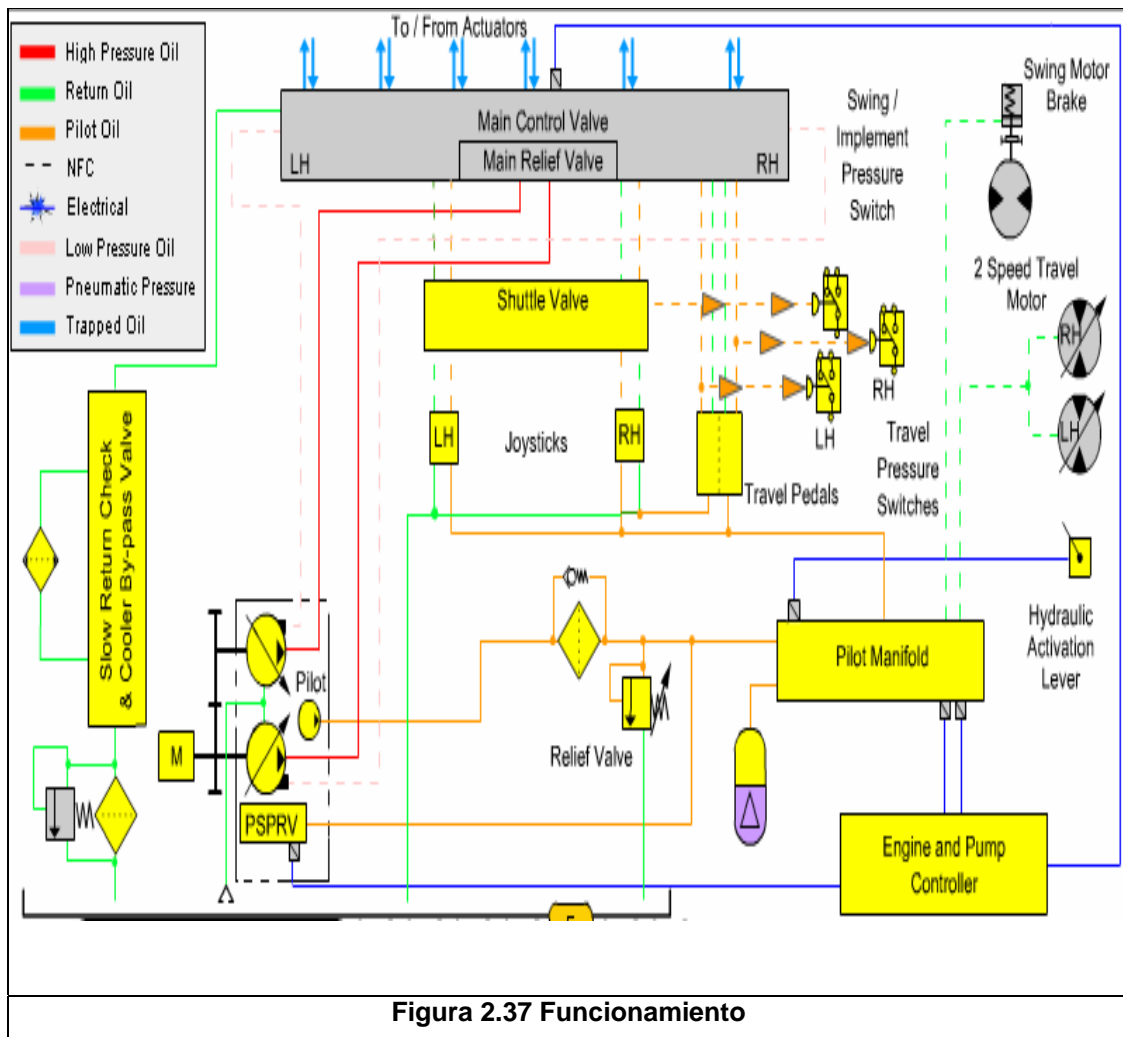 High Pressure Oil
Return Oil
Pilot Oil
NFC
Electrical
Low Pressure Oil
Pneumatic Pressure
Trapped Oil
To / From Actuators
Main Control Valve
Main Relief Valve
LH
RH
Swing /
Implement
Pressure
Switch
Swing Motor
Brake
2 Speed Travel
Motor
RH
LH
Shuttle Valve
RH
LH
Travel
Pressure
Switches
LH
Joysticks
RH
Travel Pedals
Slow Return Check
& Cooler By-pass Valve
Hydraulic
Activation
Lever
Pilot Manifold
Pilot
M
Relief Valve
PSPRV
Engine and Pump
Controller
Figura 2.37 Funcionamiento